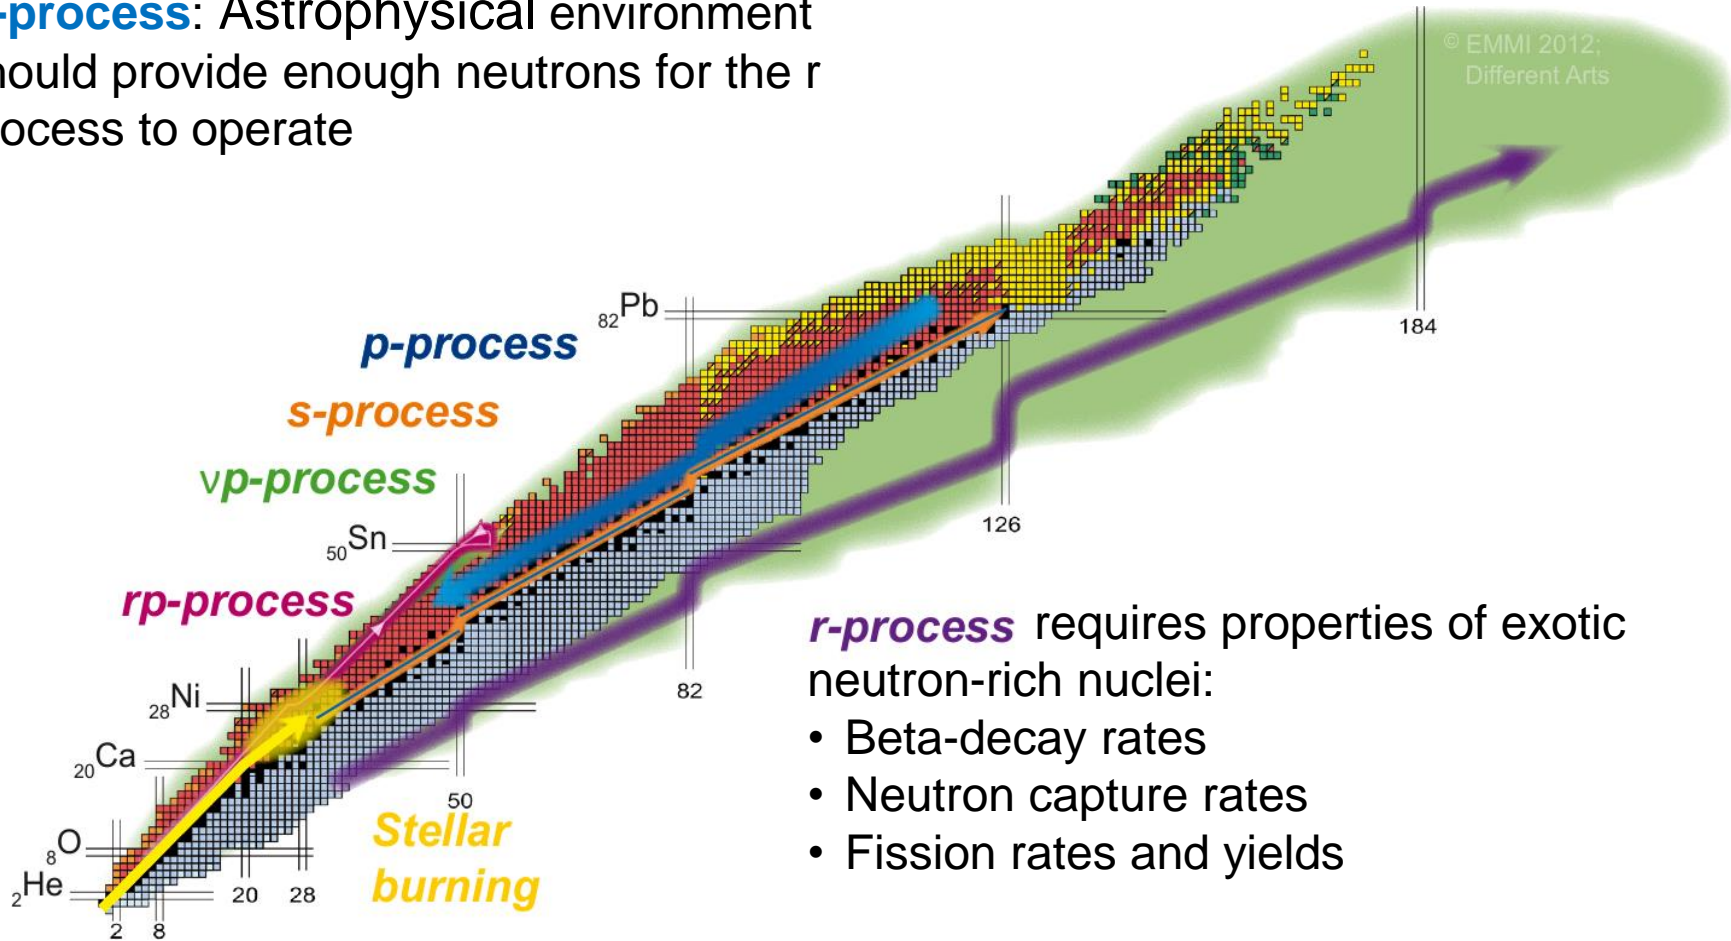 -process: Astrophysical environment
hould provide enough neutrons for the r
ocess to operate
© EMMI 2012;
Different Arts
184
82Pb
p-process
s-process
νp-process
126
50Sn
rp-process
r-process requires properties of exotic
neutron-rich nuclei:
82
28Ni
• Beta-decay rates
20Ca
50
• Neutron capture rates
Stellar
burning
8O
• Fission rates and yields
2He
20
28
2
8